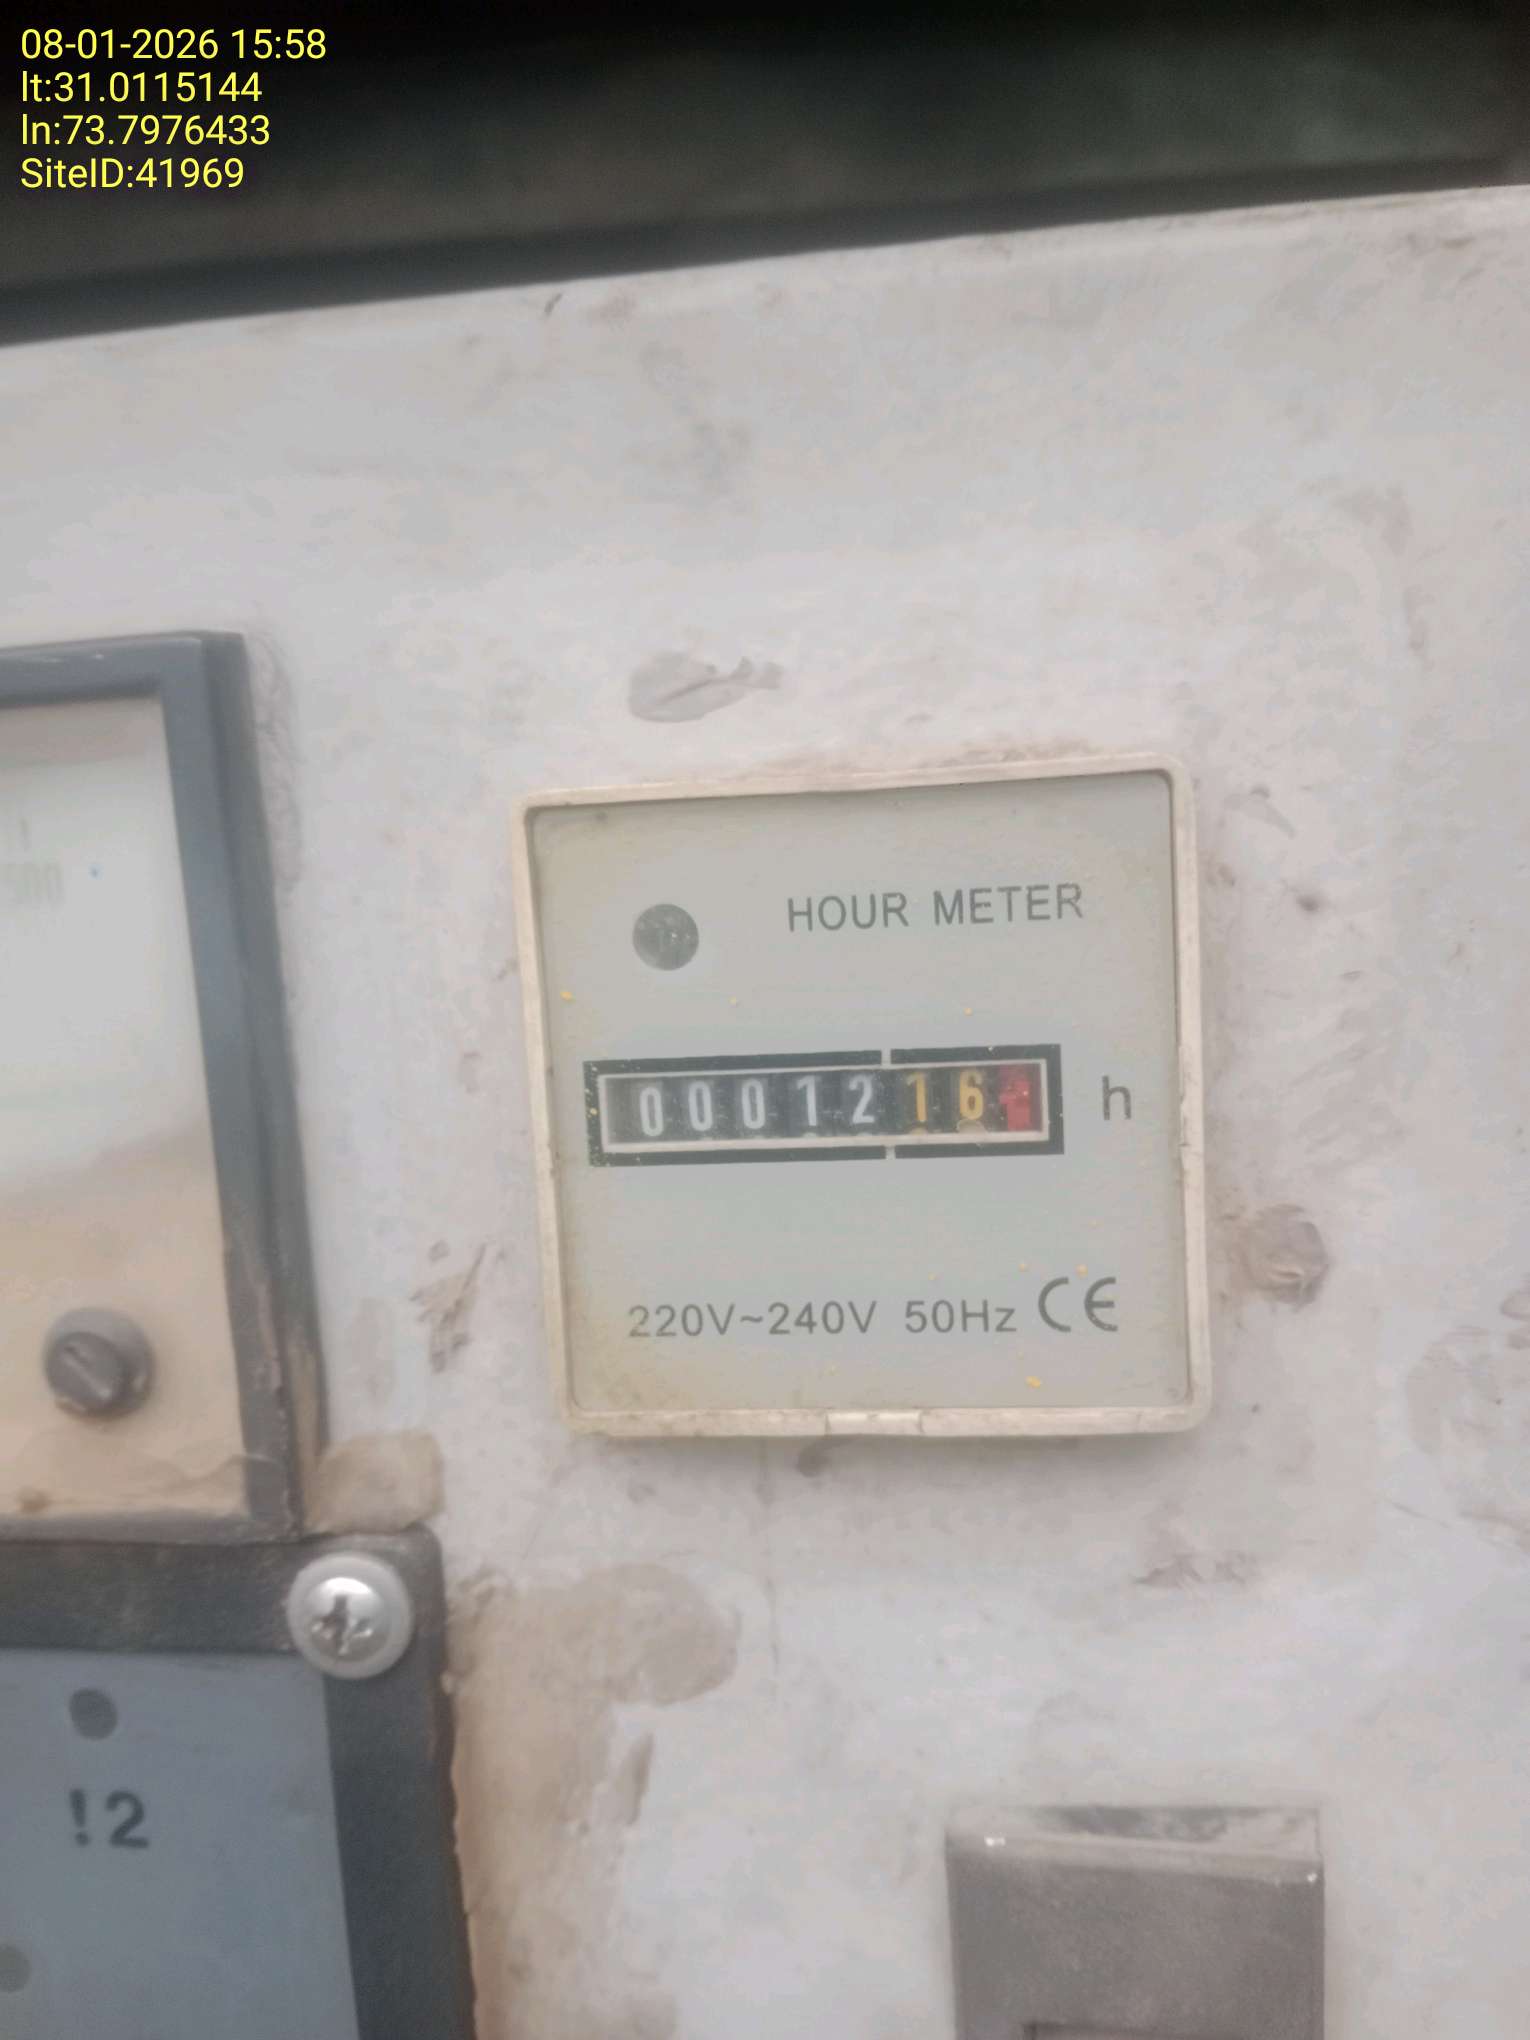 08-01-2026 15:58
lt:31.0115144
ln:73.7976433
SiteID:41969
HOUR METER
0001216
h
220V~240V 50Hz CE
!2